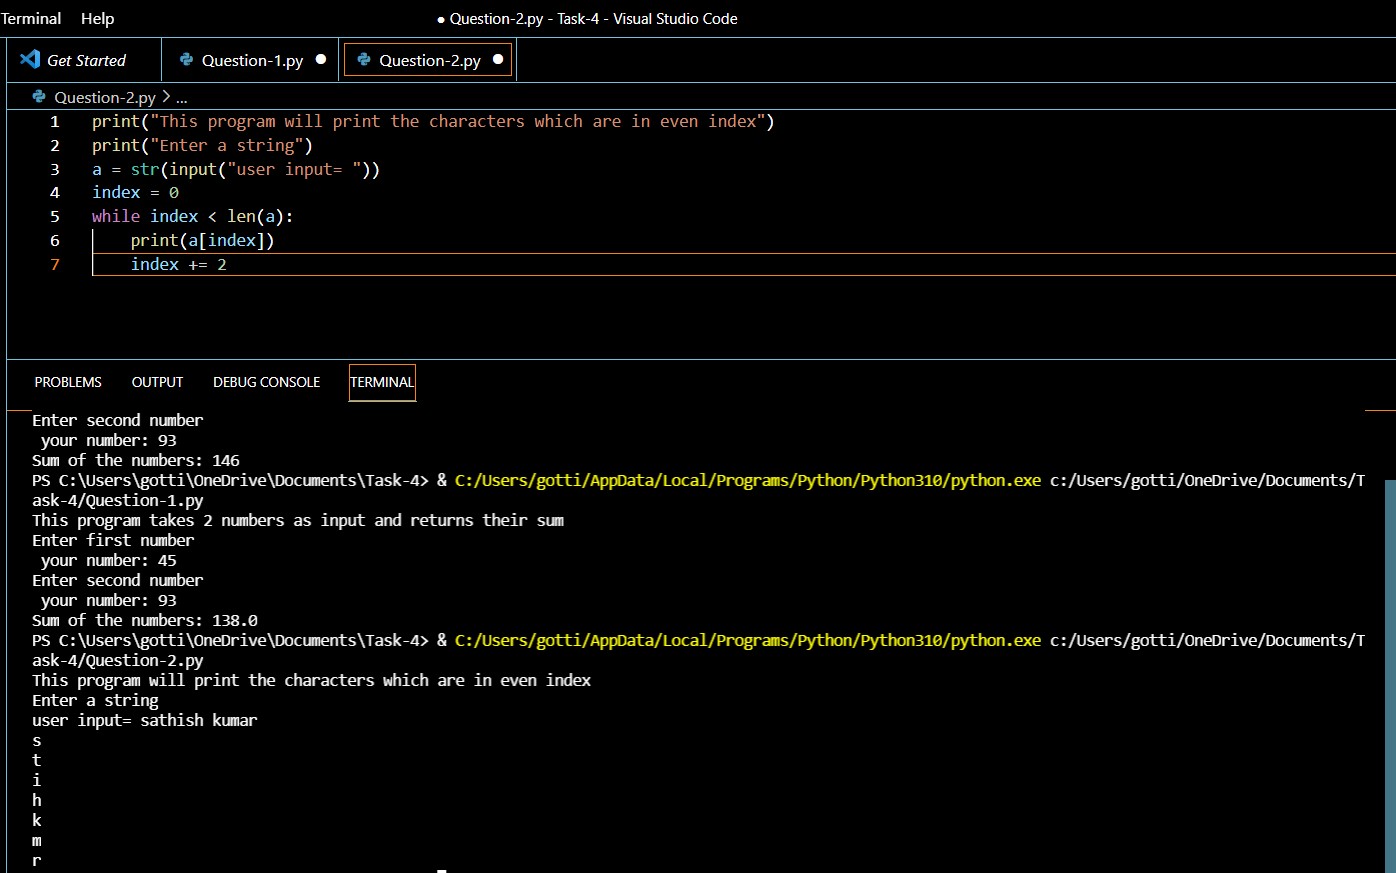 Terminal Help ● Question-2.py - Task-4 - Visual Studio Code
Get Started Question-1.py ● Question-2.py ●
Question-2.py > ...
1 print("This program will print the characters which are in even index")
2 print("Enter a string")
3 a = str(input("user input= "))
4 index = 0
5 while index < len(a):
6     print(a[index])
7     index += 2
PROBLEMS OUTPUT DEBUG CONSOLE TERMINAL
Enter second number
 your number: 93
Sum of the numbers: 146
PS C:\Users\gotti\OneDrive\Documents\Task-4> & C:/Users/gotti/AppData/Local/Programs/Python/Python310/python.exe c:/Users/gotti/OneDrive/Documents/T
ask-4/Question-1.py
This program takes 2 numbers as input and returns their sum
Enter first number
 your number: 45
Enter second number
 your number: 93
Sum of the numbers: 138.0
PS C:\Users\gotti\OneDrive\Documents\Task-4> & C:/Users/gotti/AppData/Local/Programs/Python/Python310/python.exe c:/Users/gotti/OneDrive/Documents/T
ask-4/Question-2.py
This program will print the characters which are in even index
Enter a string
user input= sathish kumar
s
t
i
h
k
m
r